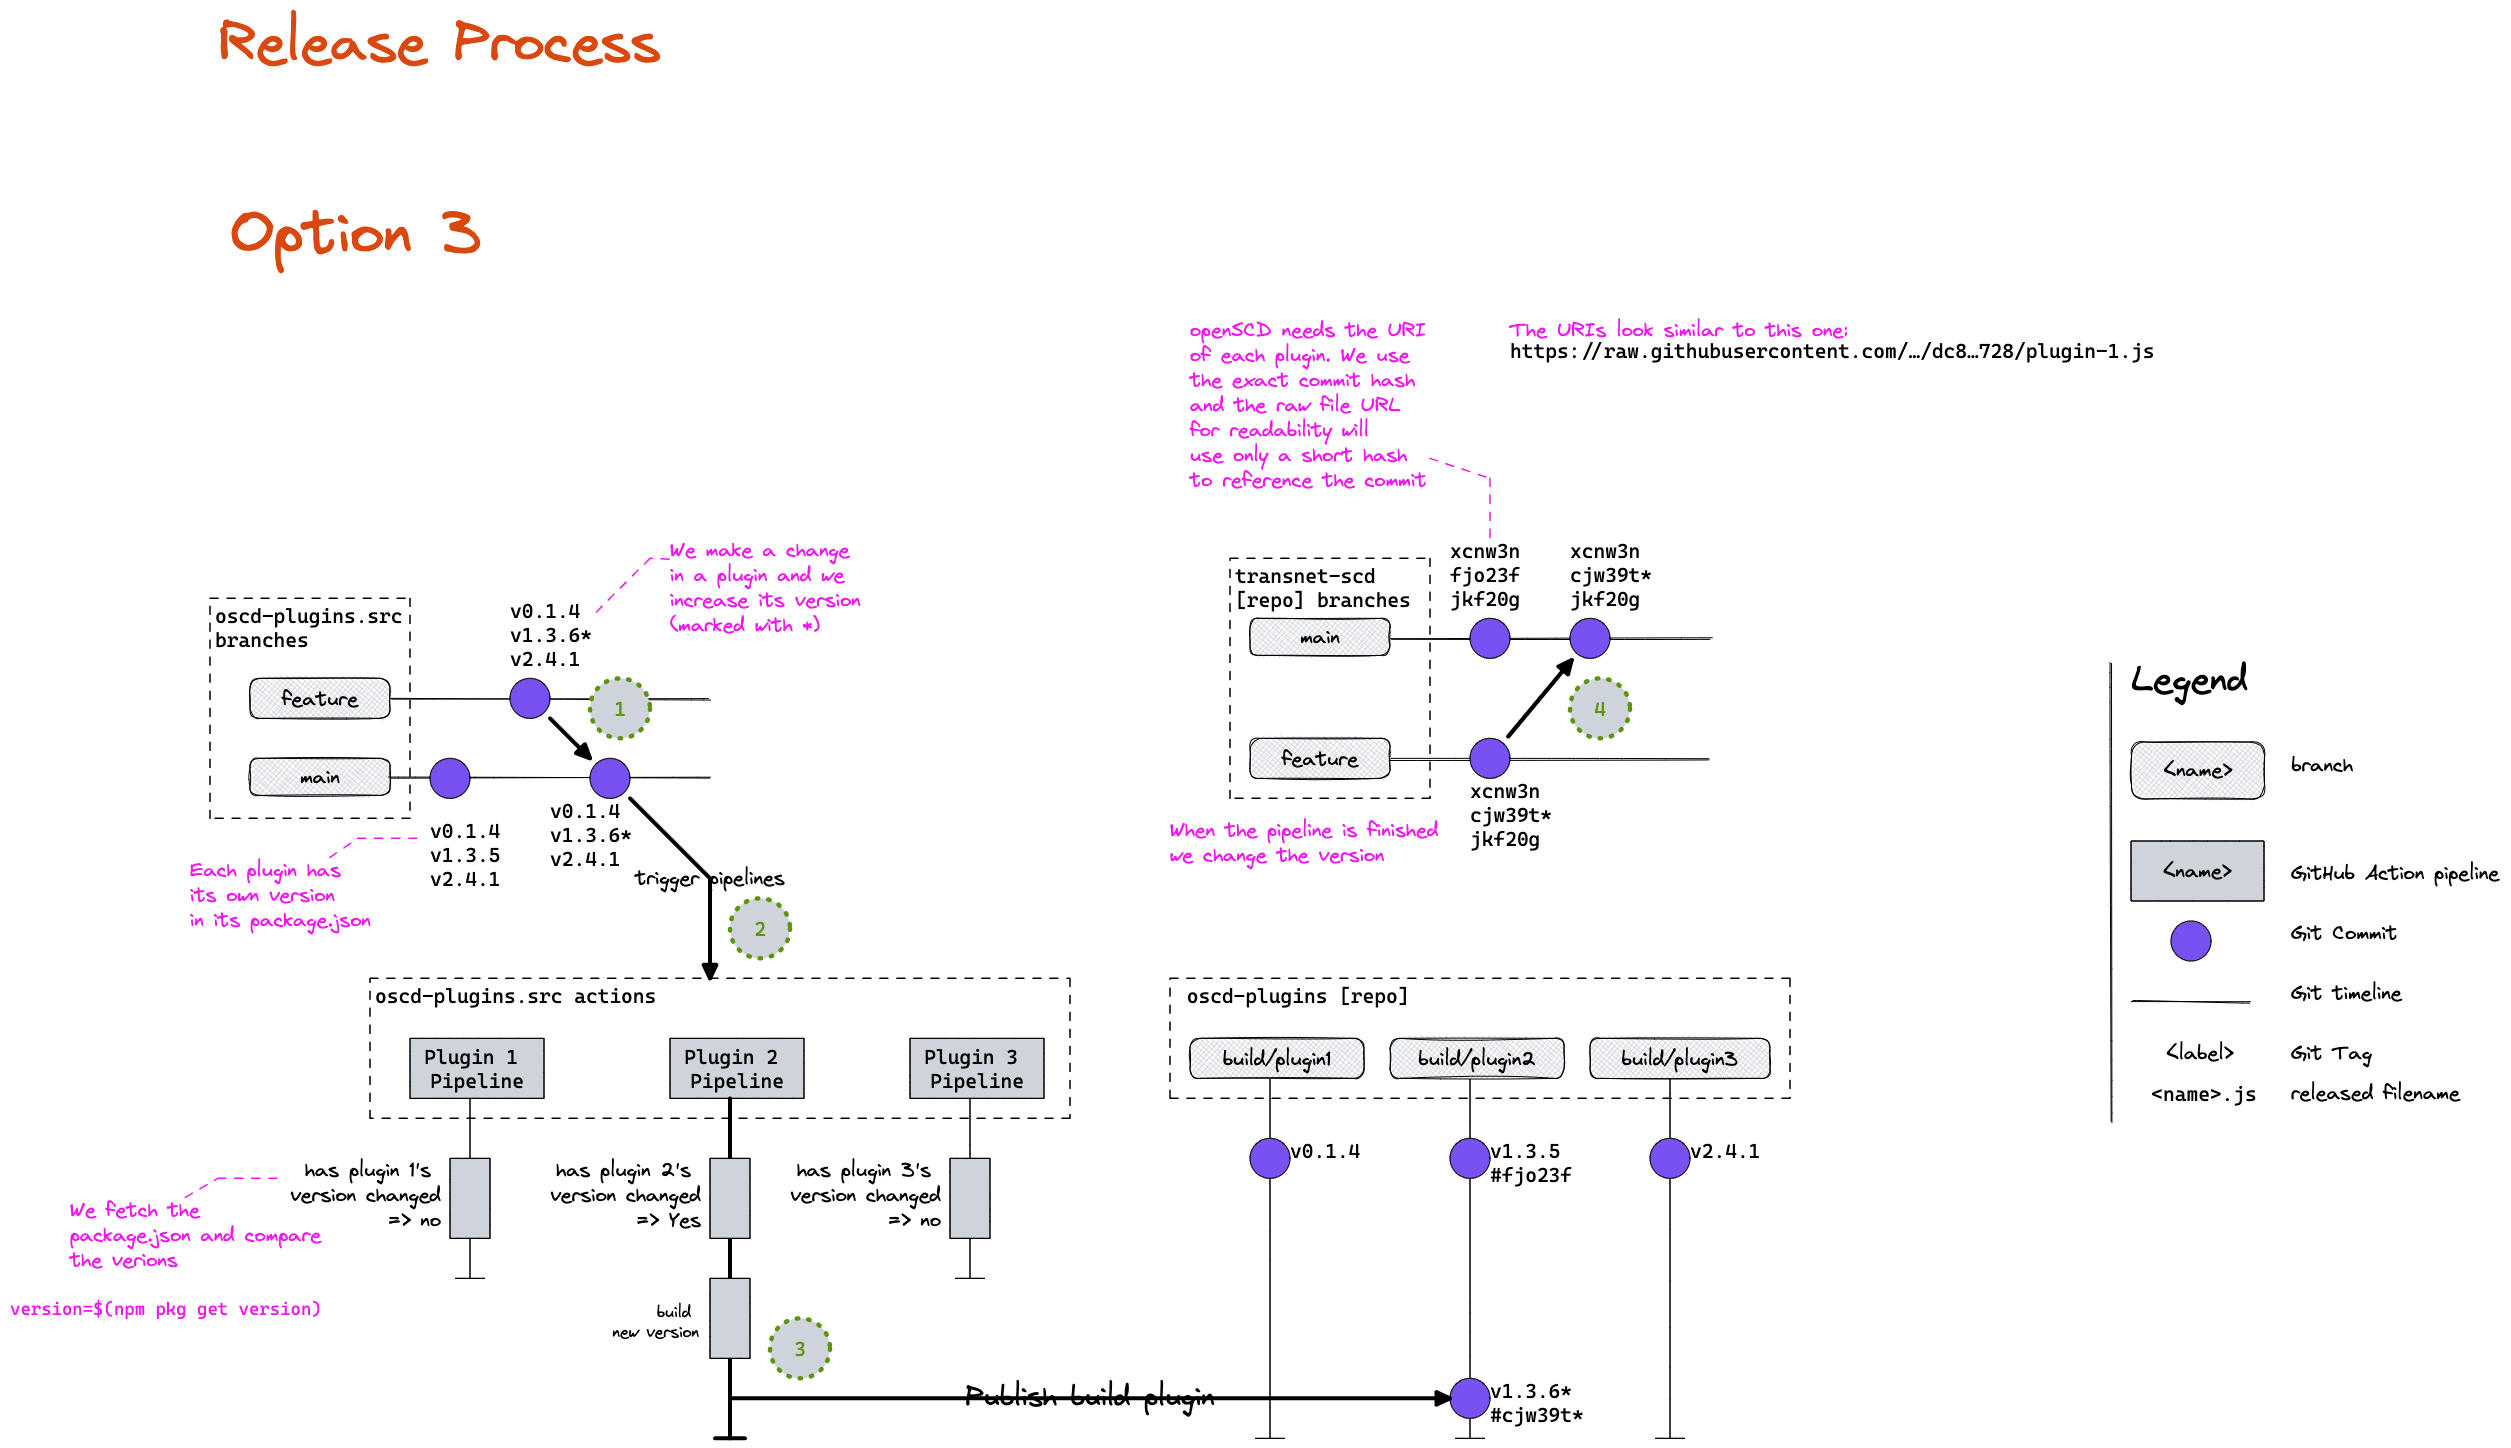 Release Process
Option 3
openSCD needs the URI
of each plugin. We use
the exact commit hash
and the raw file URL
for readability will
use only a short hash
to reference the commit
The URIs look similar to this one:
https://raw.githubusercontent.com/…/dc8…728/plugin-1.js
We make a change
in a plugin and we
increase its version
(marked with *)
oscd-plugins.src
branches
v0.1.4
v1.3.6*
v2.4.1
feature
1
main
v0.1.4
v1.3.5
v2.4.1
v0.1.4
v1.3.6*
v2.4.1
Each plugin has
its own version
in its package.json
trigger pipelines
2
transnet-scd
[repo] branches
xcnw3n
fjo23f
jkf20g
xcnw3n
cjw39t*
jkf20g
main
4
feature
xcnw3n
cjw39t*
jkf20g
When the pipeline is finished
we change the version
oscd-plugins.src actions
Plugin 1
Pipeline
Plugin 2
Pipeline
Plugin 3
Pipeline
has plugin 1's
version changed
=> no
has plugin 2's
version changed
=> Yes
has plugin 3's
version changed
=> no
We fetch the
package.json and compare
the verions
version=$(npm pkg get version)
build
new version
3
Publish build plugin
oscd-plugins [repo]
build/plugin1
build/plugin2
build/plugin3
v0.1.4
v1.3.5
#fjo23f
v2.4.1
v1.3.6*
#cjw39t*
Legend
<name>
branch
<name>
GitHub Action pipeline
Git Commit
Git timeline
<label>
Git Tag
<name>.js
released filename